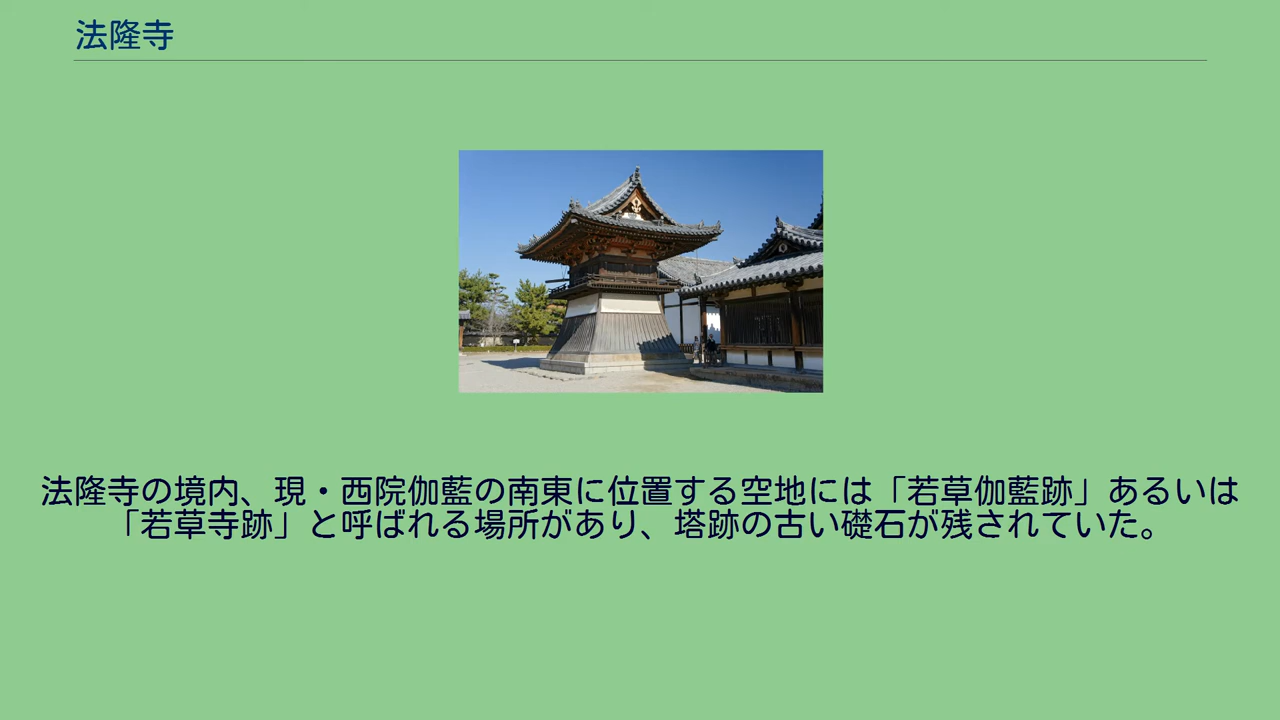 法隆寺
法隆寺の境内、現・西院伽藍の南東に位置する空地には「若草伽藍跡」あるいは
「若草寺跡」と呼ばれる場所があり、塔跡の古い礎石が残されていた。